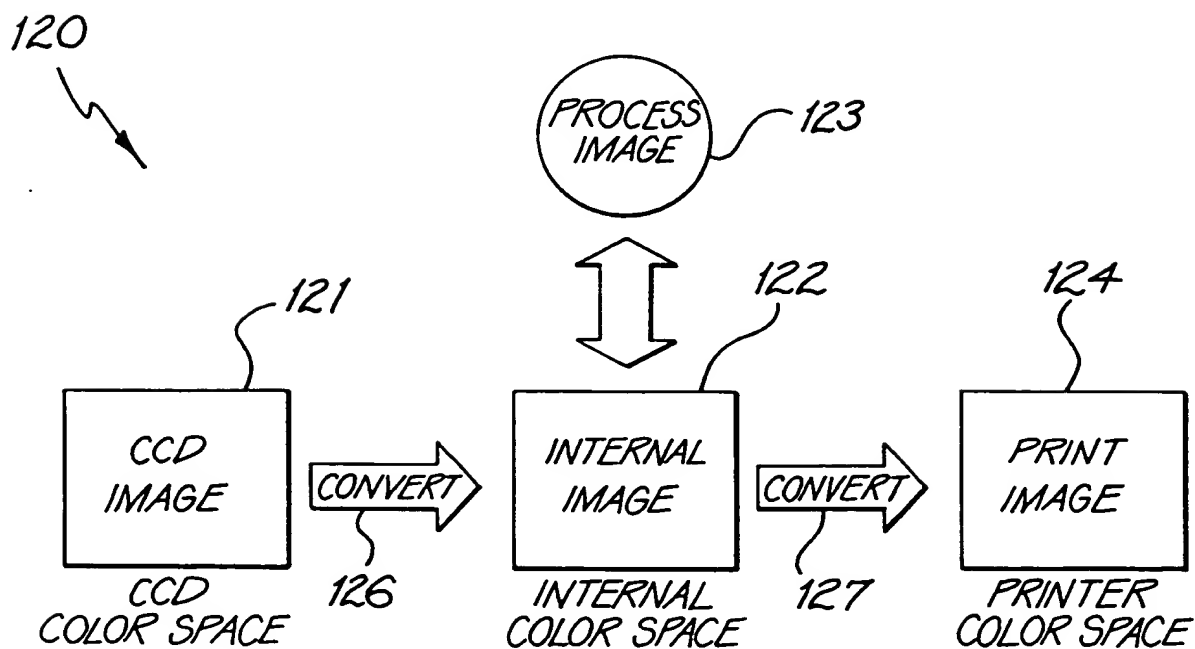 120
PROCESS
IMAGE
123
121
122
124
CCD
IMAGE
CONVERT
INTERNAL
IMAGE
CONVERT
PRINT
IMAGE
126
127
CCD
COLOR SPACE
INTERNAL
COLOR SPACE
PRINTER
COLOR SPACE